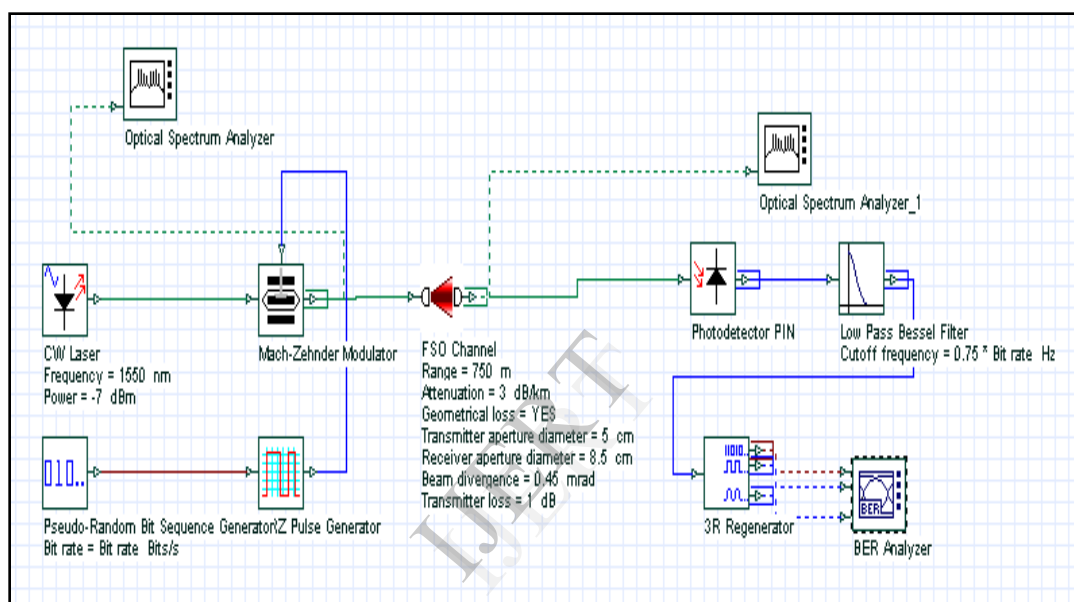 Optical Spectrum Analyzer
Optical Spectrum Analyzer_1
CW Laser
Frequency = 1550 nm
Power = -7 dBm
Mach-Zehnder Modulator
FSO Channel
Range = 750 m
Attenuation = 3 dB/km
Geometrical loss = YES
Transmitter aperture diameter = 5 cm
Receiver aperture diameter = 8.5 cm
Beam divergence = 0.45 mrad
Transmitter loss = 1 dB
Photodetector PIN
Low Pass Bessel Filter
Cutoff frequency = 0.75 * Bit rate Hz
010..
Pseudo-Random Bit Sequence Generator
Bit rate = Bit rate Bits/s
Pulse Generator
3R Regenerator
BER
BER Analyzer
IJERT